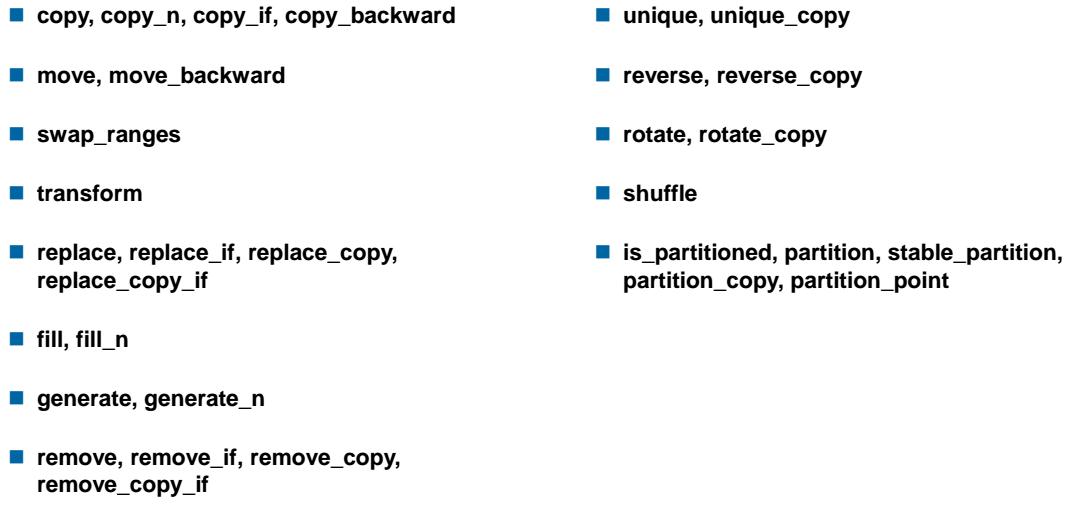 copy, copy_n, copy_if, copy_backward
move, move_backward
swap_ranges
transform
replace, replace_if, replace_copy,
replace_copy_if
fill, fill_n
generate, generate_n
remove, remove_if, remove_copy,
remove_copy_if
unique, unique_copy
reverse, reverse_copy
rotate, rotate_copy
shuffle
is_partitioned, partition, stable_partition,
partition_copy, partition_point